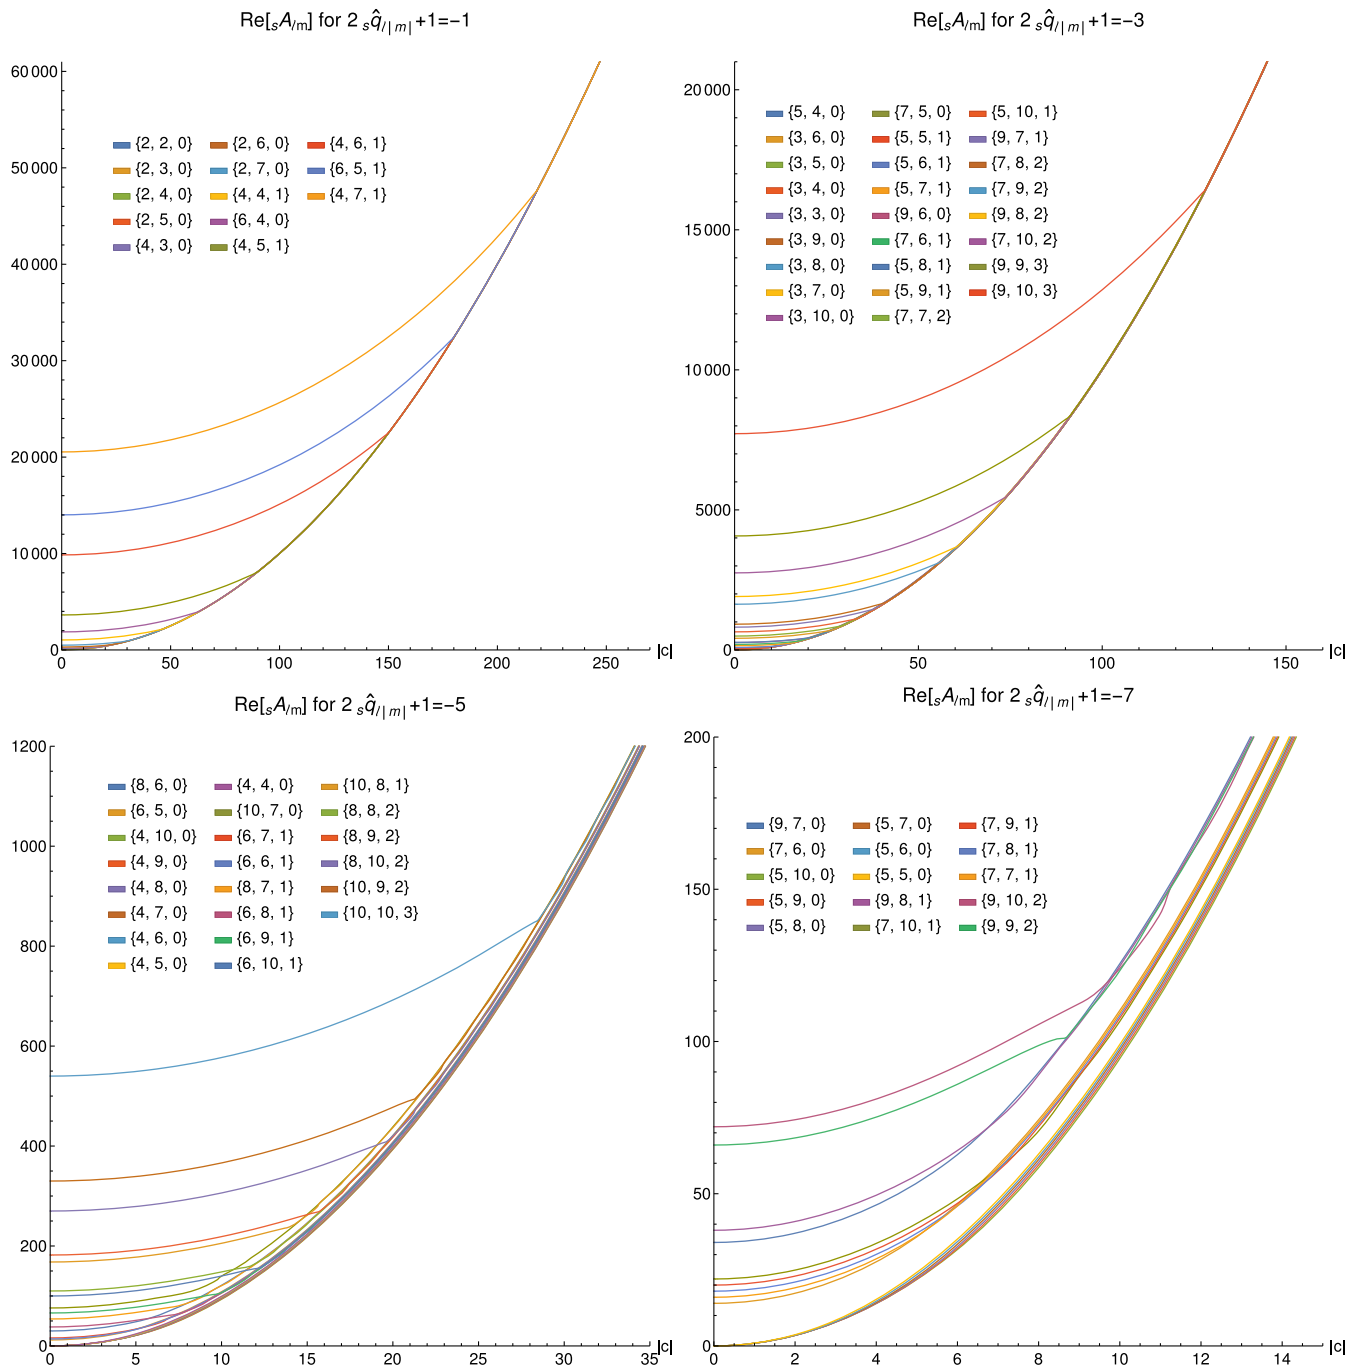 Re[ₛA_{lm}] for 2 ₛq̂_{l|m|}+1=−1
60 000
50 000
40 000
30 000
20 000
10 000
0
{2, 2, 0} {2, 6, 0} {4, 6, 1}
{2, 3, 0} {2, 7, 0} {6, 5, 1}
{2, 4, 0} {4, 4, 1} {4, 7, 1}
{2, 5, 0} {6, 4, 0}
{4, 3, 0} {4, 5, 1}
0 50 100 150 200 250 |c|
Re[ₛA_{lm}] for 2 ₛq̂_{l|m|}+1=−3
20 000
15 000
10 000
5000
0
{5, 4, 0} {7, 5, 0} {5, 10, 1}
{3, 6, 0} {5, 5, 1} {9, 7, 1}
{3, 5, 0} {5, 6, 1} {7, 8, 2}
{3, 4, 0} {5, 7, 1} {7, 9, 2}
{3, 3, 0} {9, 6, 0} {9, 8, 2}
{3, 9, 0} {7, 6, 1} {7, 10, 2}
{3, 8, 0} {5, 8, 1} {9, 9, 3}
{3, 7, 0} {5, 9, 1} {9, 10, 3}
{3, 10, 0} {7, 7, 2}
0 50 100 150 |c|
Re[ₛA_{lm}] for 2 ₛq̂_{l|m|}+1=−5
1200
1000
800
600
400
200
0
{8, 6, 0} {4, 4, 0} {10, 8, 1}
{6, 5, 0} {10, 7, 0} {8, 8, 2}
{4, 10, 0} {6, 7, 1} {8, 9, 2}
{4, 9, 0} {6, 6, 1} {8, 10, 2}
{4, 8, 0} {8, 7, 1} {10, 9, 2}
{4, 7, 0} {6, 8, 1} {10, 10, 3}
{4, 6, 0} {6, 9, 1}
{4, 5, 0} {6, 10, 1}
0 5 10 15 20 25 30 35 |c|
Re[ₛA_{lm}] for 2 ₛq̂_{l|m|}+1=−7
200
150
100
50
0
{9, 7, 0} {5, 7, 0} {7, 9, 1}
{7, 6, 0} {5, 6, 0} {7, 8, 1}
{5, 10, 0} {5, 5, 0} {7, 7, 1}
{5, 9, 0} {9, 8, 1} {9, 10, 2}
{5, 8, 0} {7, 10, 1} {9, 9, 2}
0 2 4 6 8 10 12 14 |c|